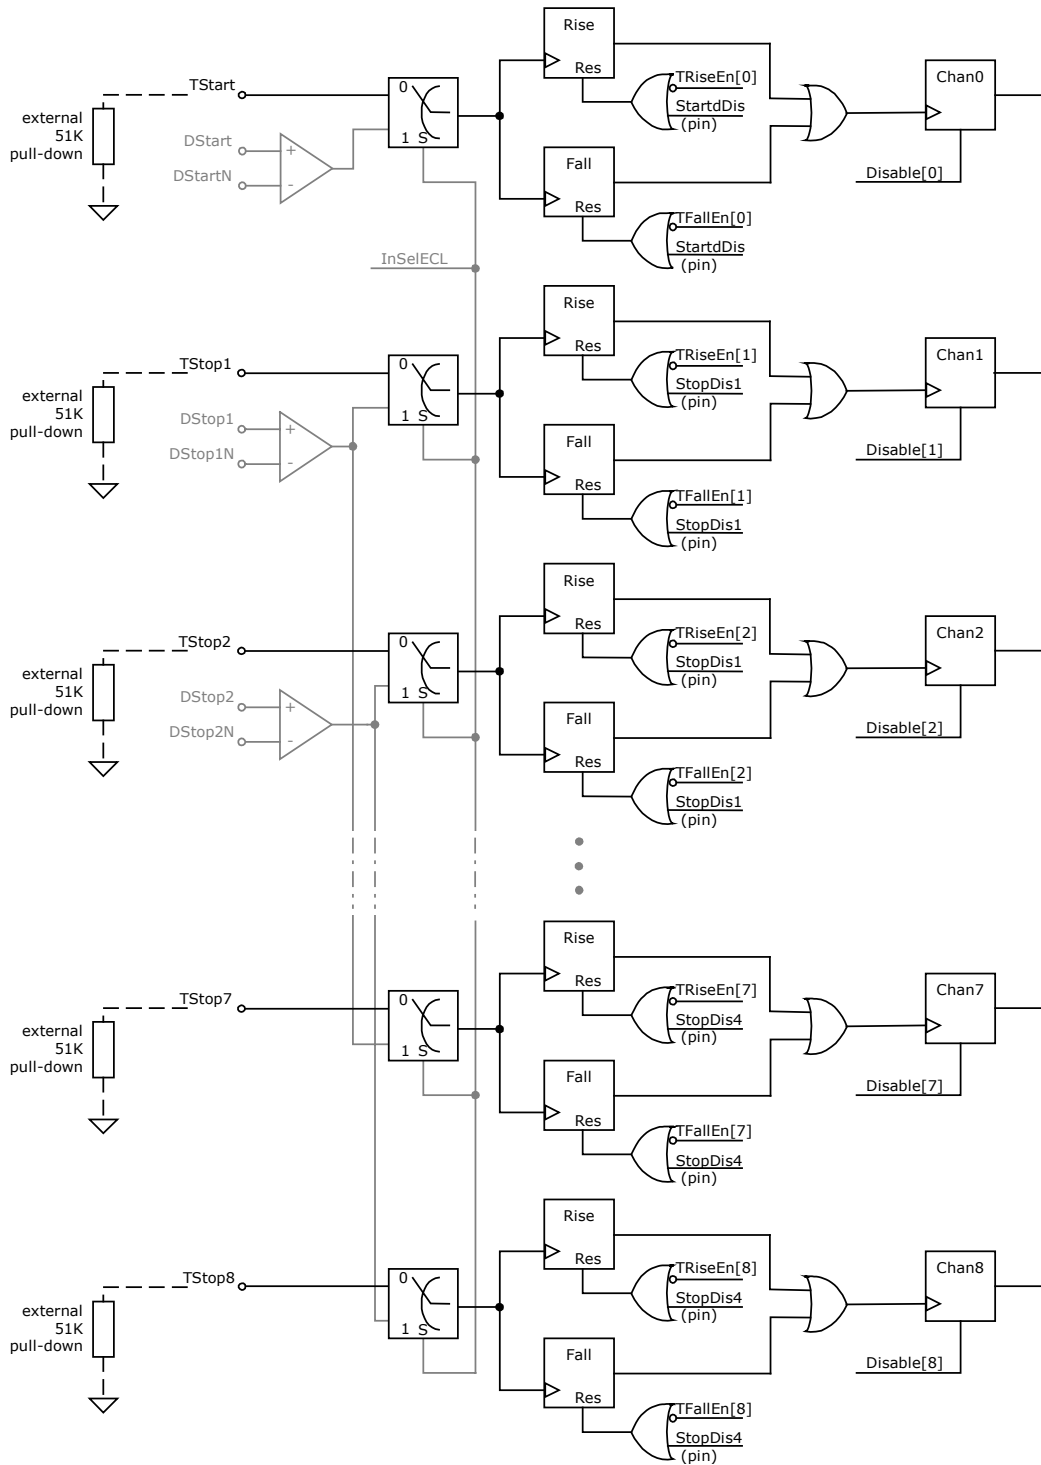 Rise
Res
TRiseEn[0]
StartdDis
(pin)
Chan0
TStart
0
1 S
external
51K
pull-down
DStart
+
DStartN
-
Fall
Res
Disable[0]
TFallEn[0]
StartdDis
(pin)
InSelECL
Rise
Res
TRiseEn[1]
StopDis1
(pin)
Chan1
TStop1
0
1 S
external
51K
pull-down
DStop1
+
DStop1N
-
Fall
Res
Disable[1]
TFallEn[1]
StopDis1
(pin)
Rise
Res
TRiseEn[2]
StopDis1
(pin)
Chan2
TStop2
0
1 S
external
51K
pull-down
DStop2
+
DStop2N
-
Fall
Res
Disable[2]
TFallEn[2]
StopDis1
(pin)
Rise
Res
TRiseEn[7]
StopDis4
(pin)
Chan7
TStop7
0
1 S
external
51K
pull-down
Fall
Res
Disable[7]
TFallEn[7]
StopDis4
(pin)
Rise
Res
TRiseEn[8]
StopDis4
(pin)
Chan8
TStop8
0
1 S
external
51K
pull-down
Fall
Res
Disable[8]
TFallEn[8]
StopDis4
(pin)